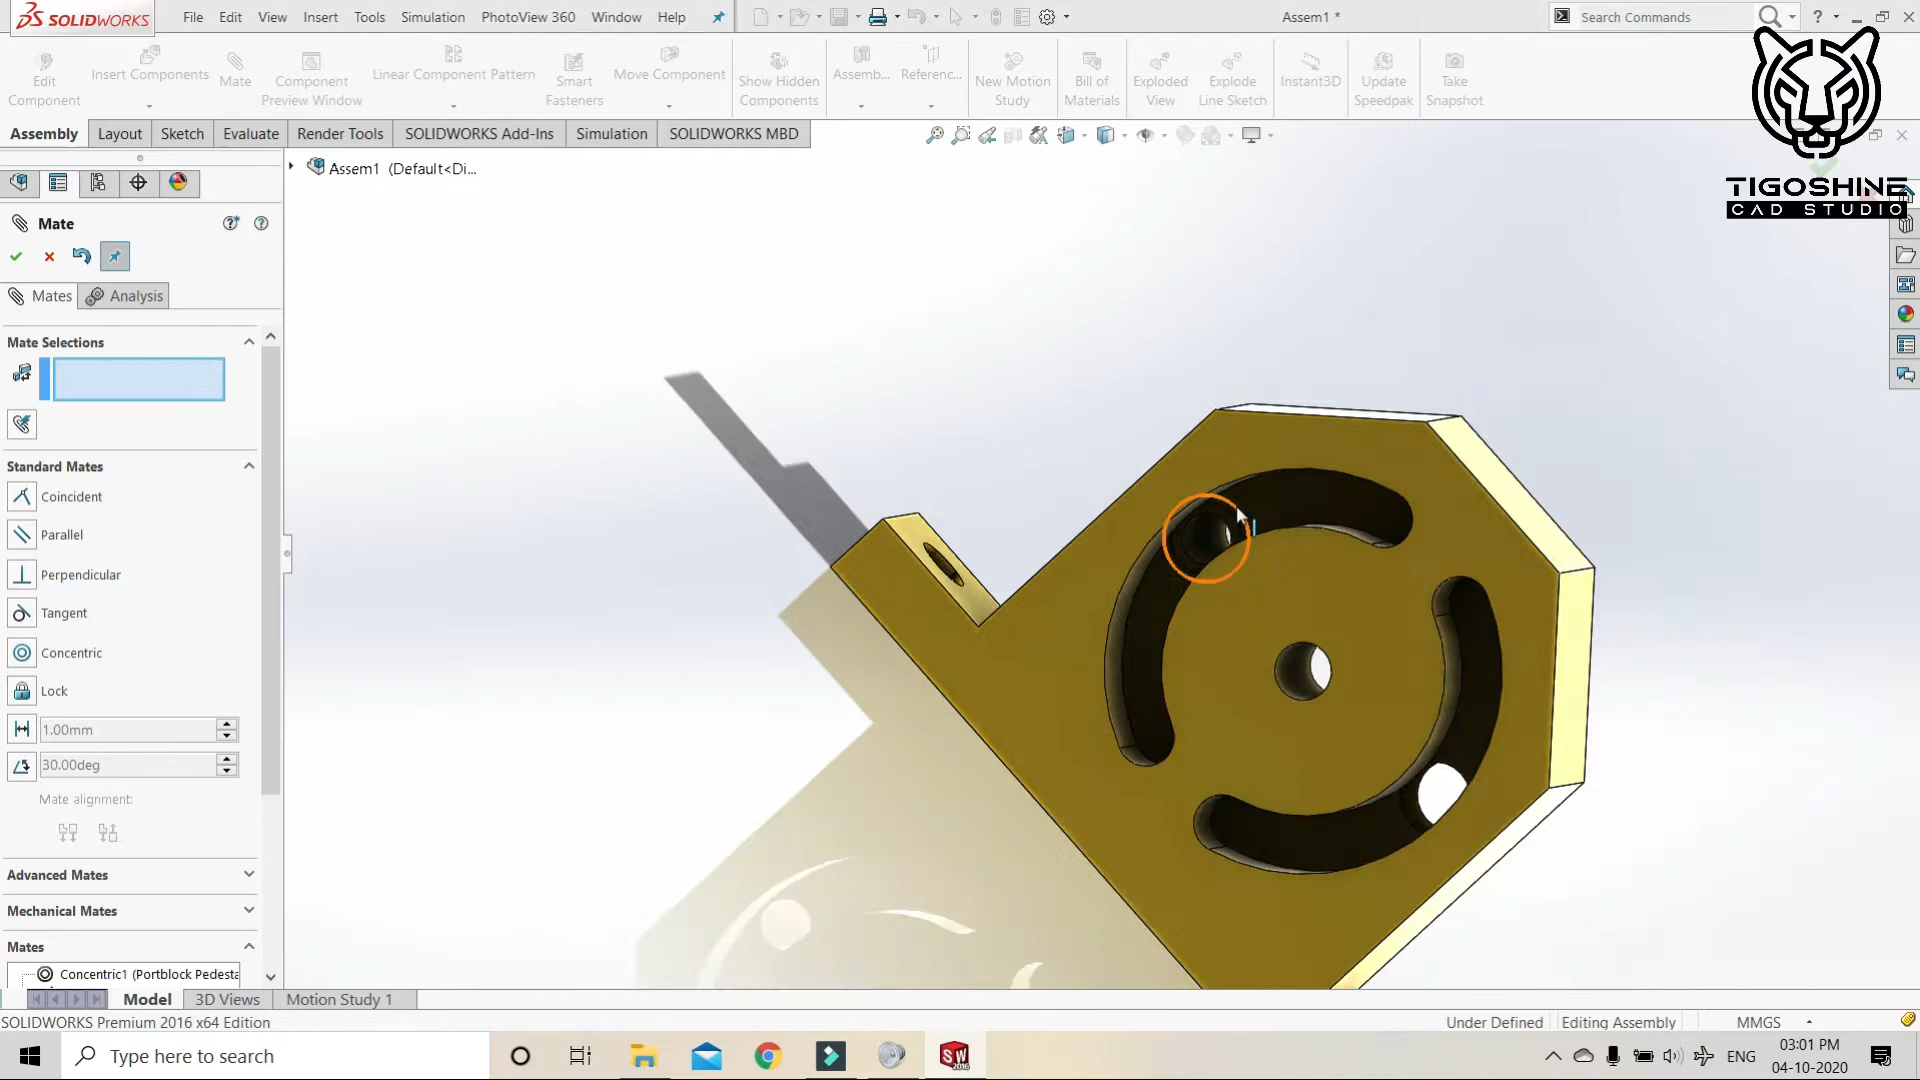 SOLIDWORKS
File Edit View Insert Tools Simulation PhotoView 360 Window Help
Assem1 *
Search Commands
Edit Component
Insert Components
Mate
Component Preview Window
Linear Component Pattern
Smart Fasteners
Move Component
Show Hidden Components
Assemb...
Referenc...
New Motion Study
Bill of Materials
Exploded View
Explode Line Sketch
Instant3D
Update Speedpak
Take Snapshot
Assembly Layout Sketch Evaluate Render Tools SOLIDWORKS Add-Ins Simulation SOLIDWORKS MBD
TIGOSHINE
CAD STUDIO
Assem1 (Default<Di...
Mate
Mates Analysis
Mate Selections
Standard Mates
Coincident
Parallel
Perpendicular
Tangent
Concentric
Lock
1.00mm
30.00deg
Mate alignment:
Advanced Mates
Mechanical Mates
Mates
Concentric1 (Portblock Pedesta
Model 3D Views Motion Study 1
SOLIDWORKS Premium 2016 x64 Edition
Under Defined Editing Assembly MMGS
Type here to search
SW
2016
ENG
03:01 PM
04-10-2020